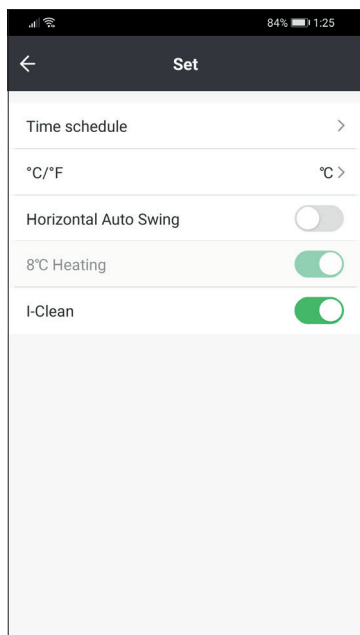 84% 1:25
Set
Time schedule
°C/°F ℃
Horizontal Auto Swing
8℃ Heating
I-Clean